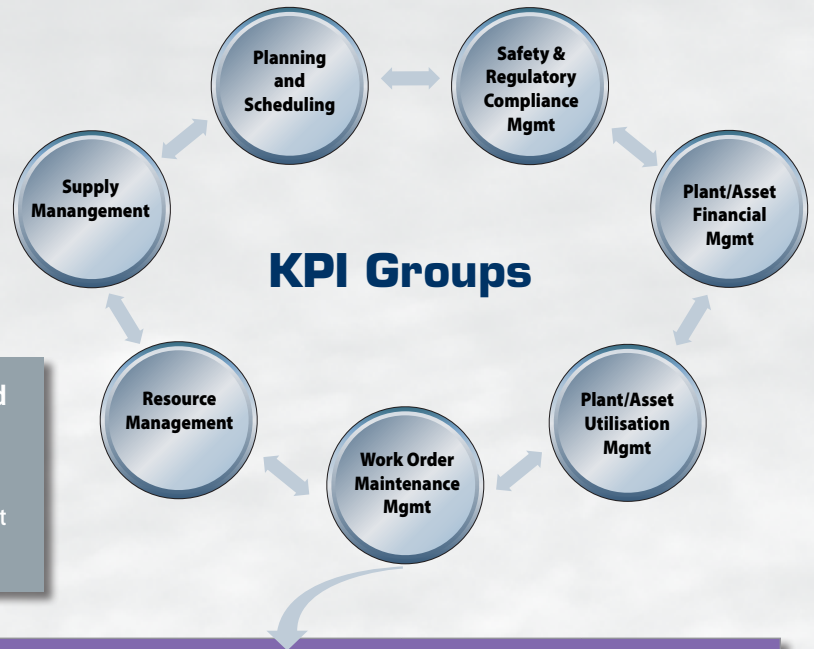 Planning
and
Scheduling
Safety &
Regulatory
Compliance
Mgmt
Supply
Manangement
Plant/Asset
Financial
Mgmt
KPI Groups
d
Resource
Management
Plant/Asset
Utilisation
Mgmt
Work Order
Maintenance
Mgmt
t